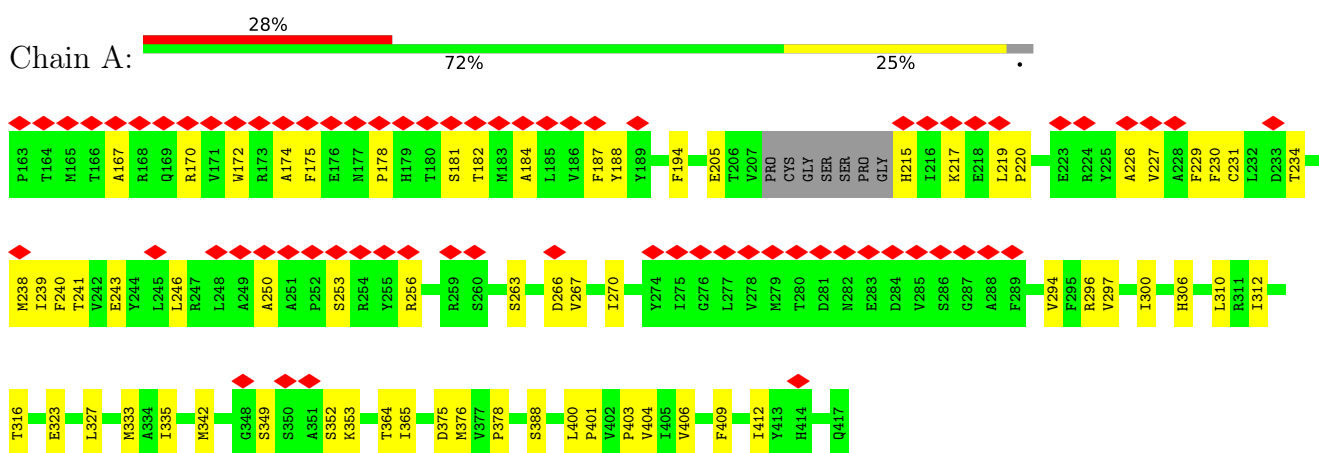 28%
Chain A:
72% 25% •
P163 T164 M165 T166 A167 R168 Q169 R170 V171 W172 R173 A174 F175 E176 N177 P178 H179 T180 S181 T182 M183 A184 L185 V186 F187 Y188 Y189 F194 E205 T206 V207 PRO CYS GLY SER SER PRO GLY H215 I216 K217 E218 L219 P220 E223 R224 Y225 A226 V227 A228 F229 F230 C231 L232 D233 T234
M238 I239 F240 T241 V242 E243 Y244 L245 L246 R247 L248 A249 A250 A251 P252 S253 R254 Y255 R256 R259 S260 S263 D266 V267 I270 Y274 I275 G276 L277 V278 M279 T280 D281 N282 E283 D284 V285 S286 G287 A288 F289 V294 F295 R296 V297 I300 H306 L310 R311 I312
T316 E323 L327 M333 A334 I335 M342 G348 S349 S350 A351 S352 K353 T364 I365 D375 M376 V377 P378 S388 L400 P401 V402 P403 V404 I405 V406 F409 I412 Y413 H414 Q417